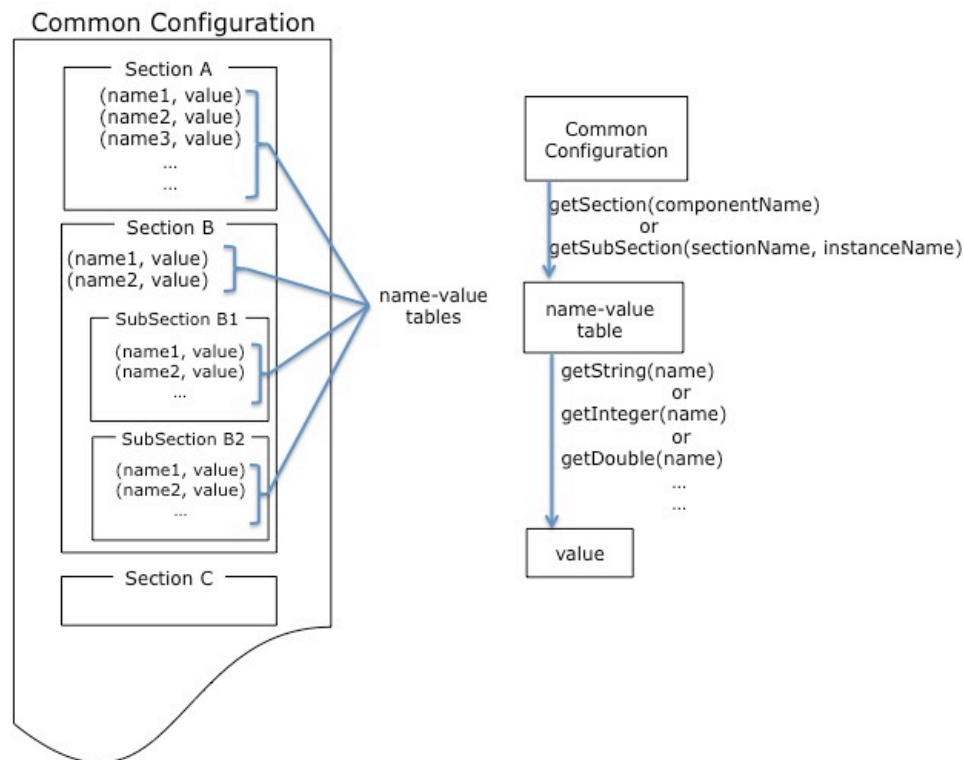 Common Configuration
Section A
(name1, value)
(name2, value)
(name3, value)
...
...
Section B
(name1, value)
(name2, value)
SubSection B1
(name1, value)
(name2, value)
...
SubSection B2
(name1, value)
(name2, value)
...
Section C
name-value
tables
Common
Configuration
getSection(componentName)
or
getSubSection(sectionName, instanceName)
name-value
table
getString(name)
or
getInteger(name)
or
getDouble(name)
...
...
value